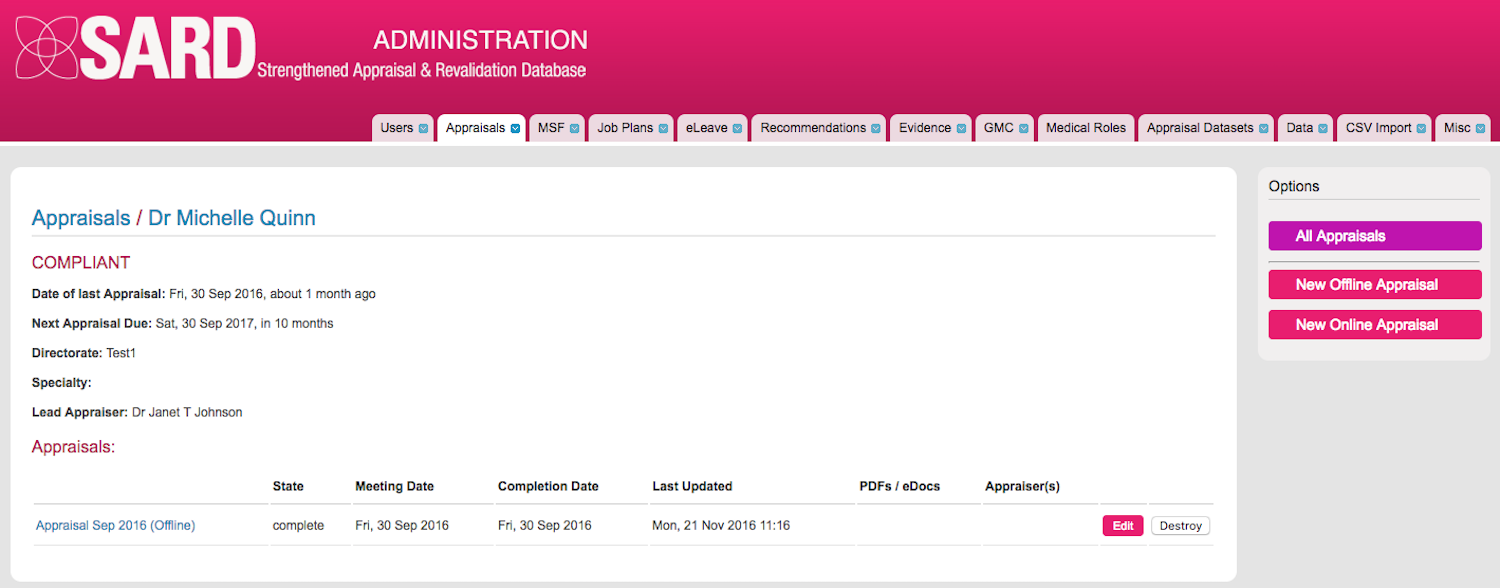 SARD
ADMINISTRATION
Strengthened Appraisal & Revalidation Database
Users Appraisals MSF Job Plans eLeave Recommendations Evidence GMC Medical Roles Appraisal Datasets Data CSV Import Misc
Appraisals / Dr Michelle Quinn
COMPLIANT
Date of last Appraisal: Fri, 30 Sep 2016, about 1 month ago
Next Appraisal Due: Sat, 30 Sep 2017, in 10 months
Directorate: Test1
Specialty:
Lead Appraiser: Dr Janet T Johnson
Appraisals:
State Meeting Date Completion Date Last Updated PDFs / eDocs Appraiser(s)
Appraisal Sep 2016 (Offline) complete Fri, 30 Sep 2016 Fri, 30 Sep 2016 Mon, 21 Nov 2016 11:16 Edit Destroy
Options
All Appraisals
New Offline Appraisal
New Online Appraisal